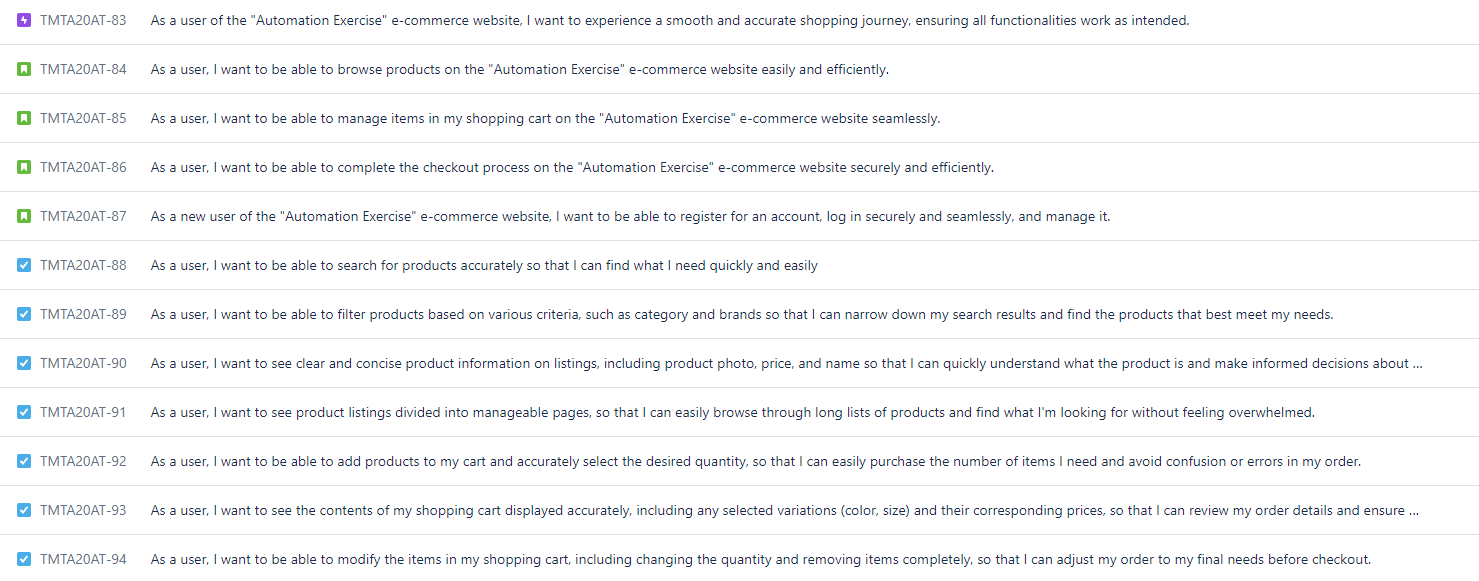 TMTA20AT-83 As a user of the "Automation Exercise" e-commerce website, I want to experience a smooth and accurate shopping journey, ensuring all functionalities work as intended.
TMTA20AT-84 As a user, I want to be able to browse products on the "Automation Exercise" e-commerce website easily and efficiently.
TMTA20AT-85 As a user, I want to be able to manage items in my shopping cart on the "Automation Exercise" e-commerce website seamlessly.
TMTA20AT-86 As a user, I want to be able to complete the checkout process on the "Automation Exercise" e-commerce website securely and efficiently.
TMTA20AT-87 As a new user of the "Automation Exercise" e-commerce website, I want to be able to register for an account, log in securely and seamlessly, and manage it.
TMTA20AT-88 As a user, I want to be able to search for products accurately so that I can find what I need quickly and easily
TMTA20AT-89 As a user, I want to be able to filter products based on various criteria, such as category and brands so that I can narrow down my search results and find the products that best meet my needs.
TMTA20AT-90 As a user, I want to see clear and concise product information on listings, including product photo, price, and name so that I can quickly understand what the product is and make informed decisions about ...
TMTA20AT-91 As a user, I want to see product listings divided into manageable pages, so that I can easily browse through long lists of products and find what I'm looking for without feeling overwhelmed.
TMTA20AT-92 As a user, I want to be able to add products to my cart and accurately select the desired quantity, so that I can easily purchase the number of items I need and avoid confusion or errors in my order.
TMTA20AT-93 As a user, I want to see the contents of my shopping cart displayed accurately, including any selected variations (color, size) and their corresponding prices, so that I can review my order details and ensure ...
TMTA20AT-94 As a user, I want to be able to modify the items in my shopping cart, including changing the quantity and removing items completely, so that I can adjust my order to my final needs before checkout.